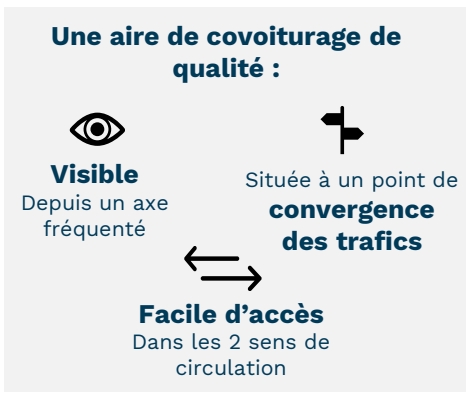 Une aire de covoiturage de
qualité :
Visible
Depuis un axe
fréquenté
Située à un point de
convergence
des trafics
Facile d’accès
Dans les 2 sens de
circulation